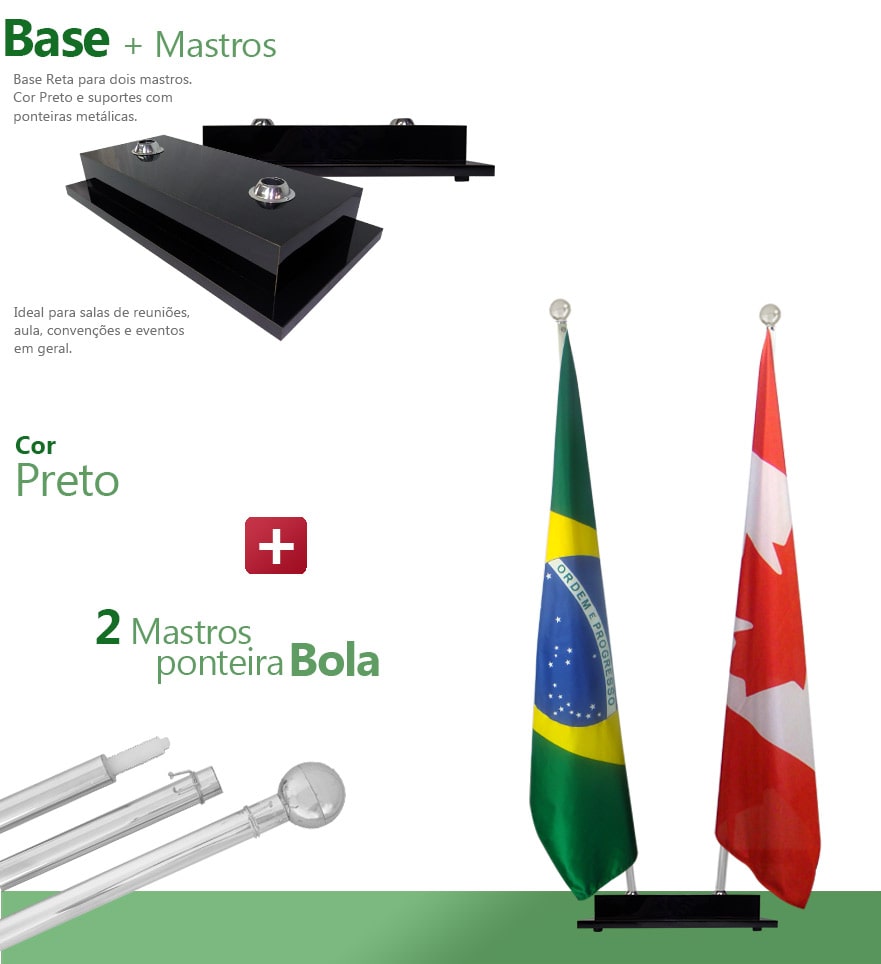 Base + Mastros
Base Reta para dois mastros.
Cor Preto e suportes com
ponteiras metálicas.
Ideal para salas de reuniões,
aula, convenções e eventos
em geral.
Cor
Preto
2 Mastros
ponteira Bola
ORDEM E PROGRESSO